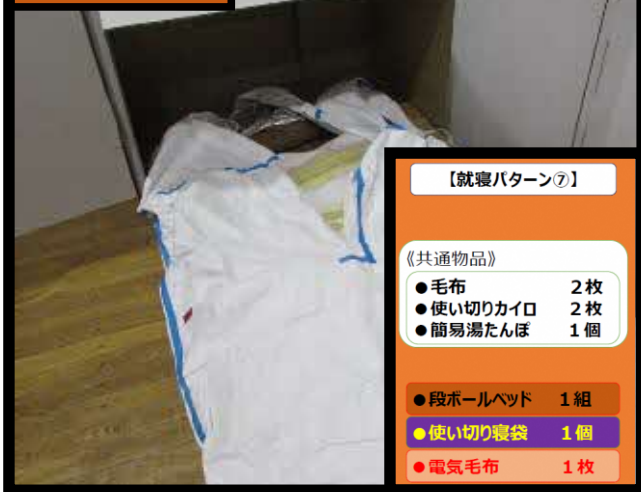 【就寝パターン⑦】
《共通物品》
●毛布 2枚
●使い切りカイロ 2枚
●簡易湯たんぽ 1個
●段ボールベッド 1組
●使い切り寝袋 1個
●電気毛布 1枚